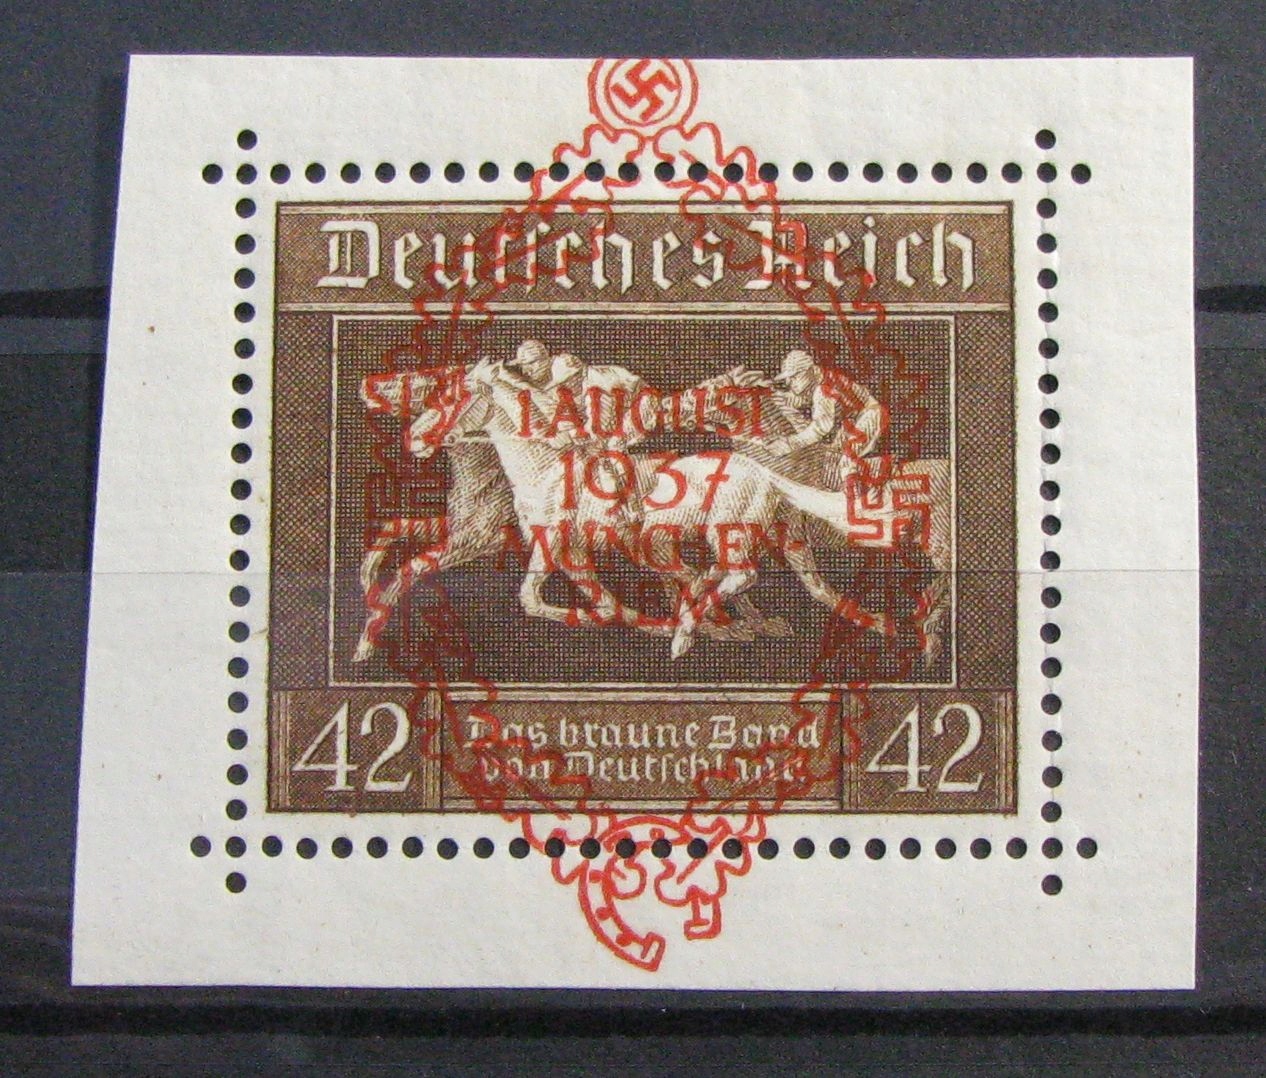 Deutsches Reich
1. AUGUST
1937
MÜNCHEN-
RIEM
42
Das braune Band
von Deutschland
42